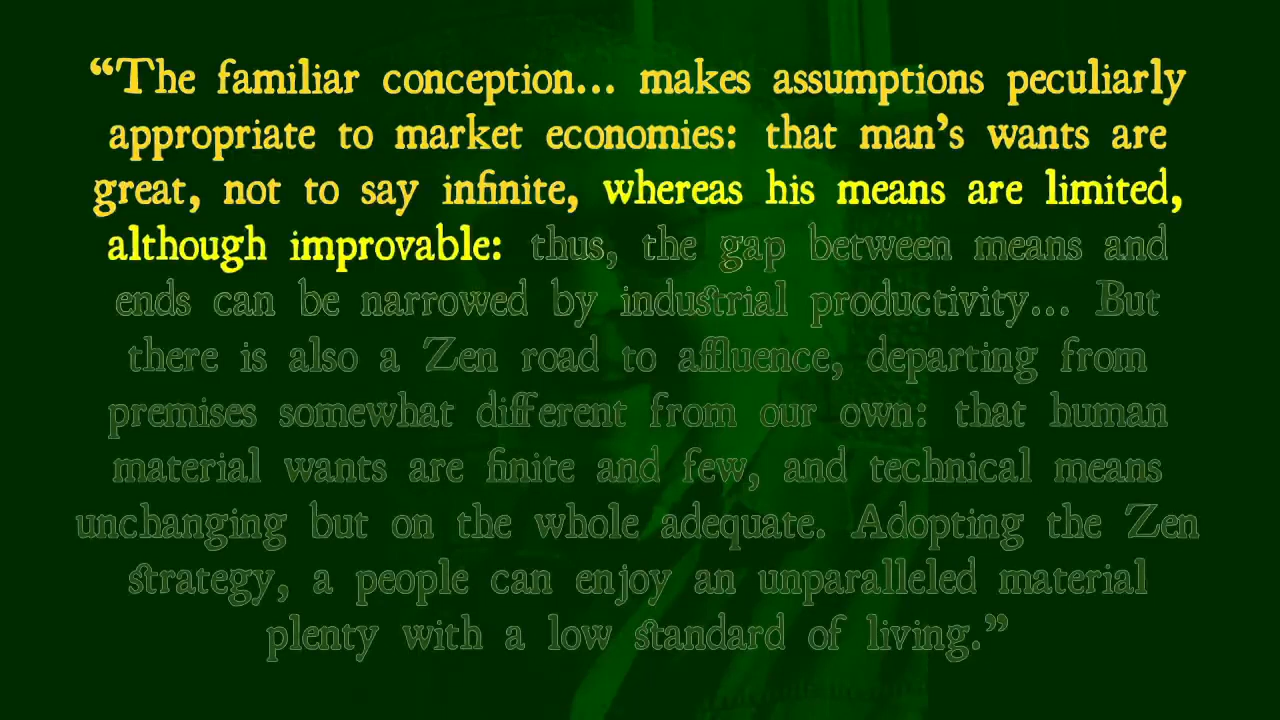 “The familiar conception... makes assumptions peculiarly
appropriate to market economies: that man’s wants are
great, not to say infinite, whereas his means are limited,
although improvable: thus, the gap between means and
ends can be narrowed by industrial productivity... But
there is also a Zen road to affluence, departing from
premises somewhat different from our own: that human
material wants are finite and few, and technical means
unchanging but on the whole adequate. Adopting the Zen
strategy, a people can enjoy an unparalleled material
plenty with a low standard of living.”